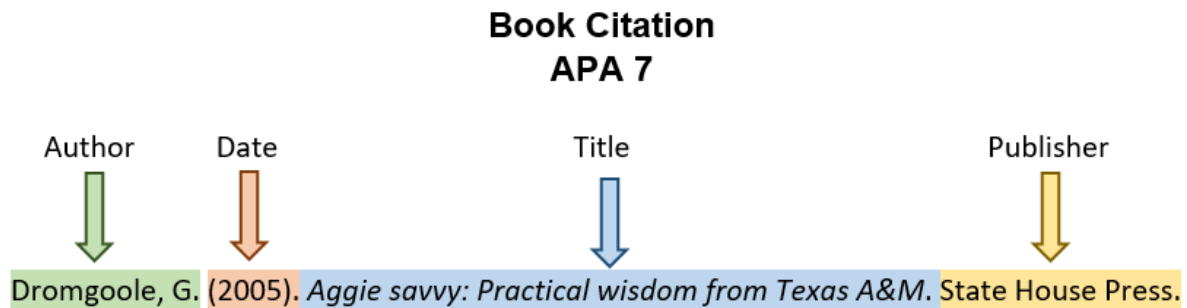 Book Citation
APA 7
Author Date Title Publisher
Dromgoole, G. (2005). Aggie savvy: Practical wisdom from Texas A&M. State House Press.